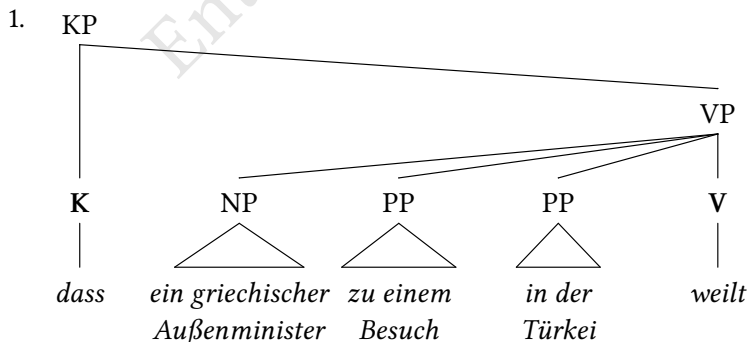 1.
KP
VP
K NP PP PP V
dass ein griechischer zu einem in der weilt
Außenminister Besuch Türkei